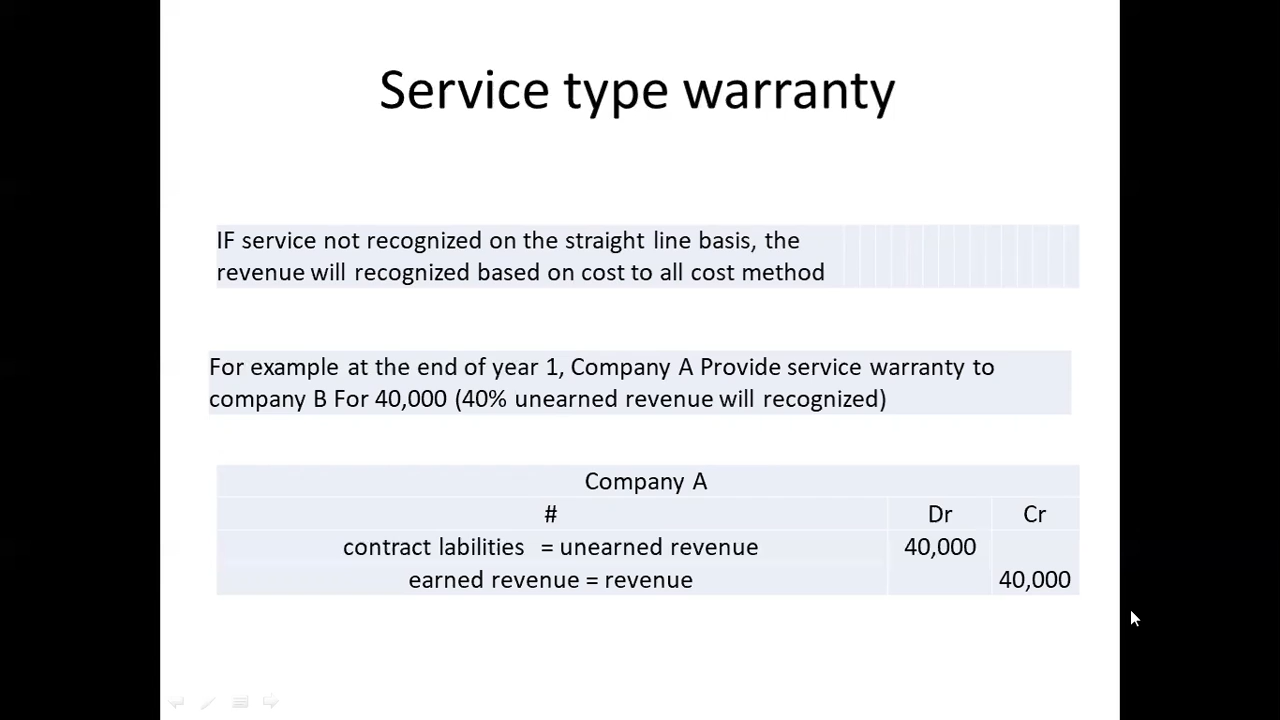 Service type warranty
IF service not recognized on the straight line basis, the
revenue will recognized based on cost to all cost method
For example at the end of year 1, Company A Provide service warranty to
company B For 40,000 (40% unearned revenue will recognized)
Company A
# Dr Cr
contract labilities = unearned revenue 40,000
earned revenue = revenue 40,000